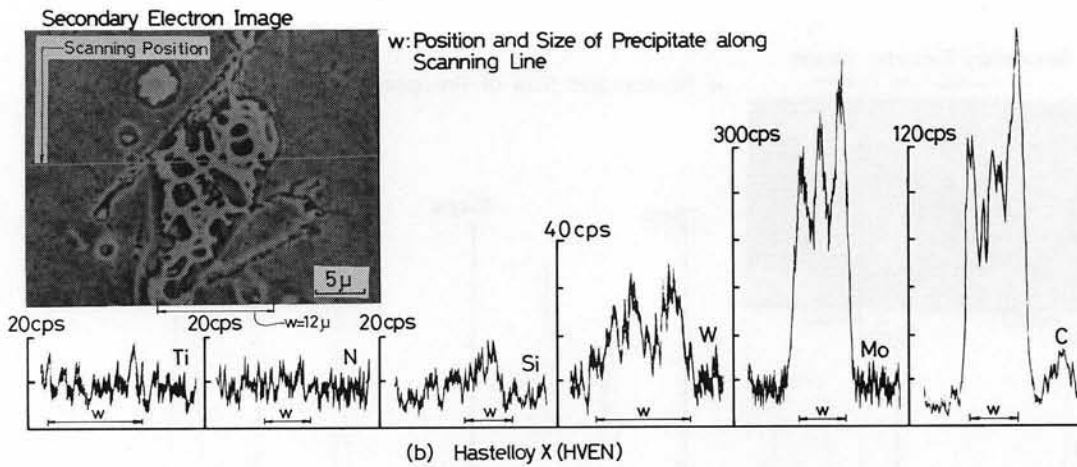 Secondary Electron Image
Scanning Position
w: Position and Size of Precipitate along
Scanning Line
5μ
w=12μ
20cps
Ti
w
20cps
N
w
20cps
Si
w
40cps
W
w
300cps
Mo
w
120cps
C
w
(b) Hastelloy X (HVEN)